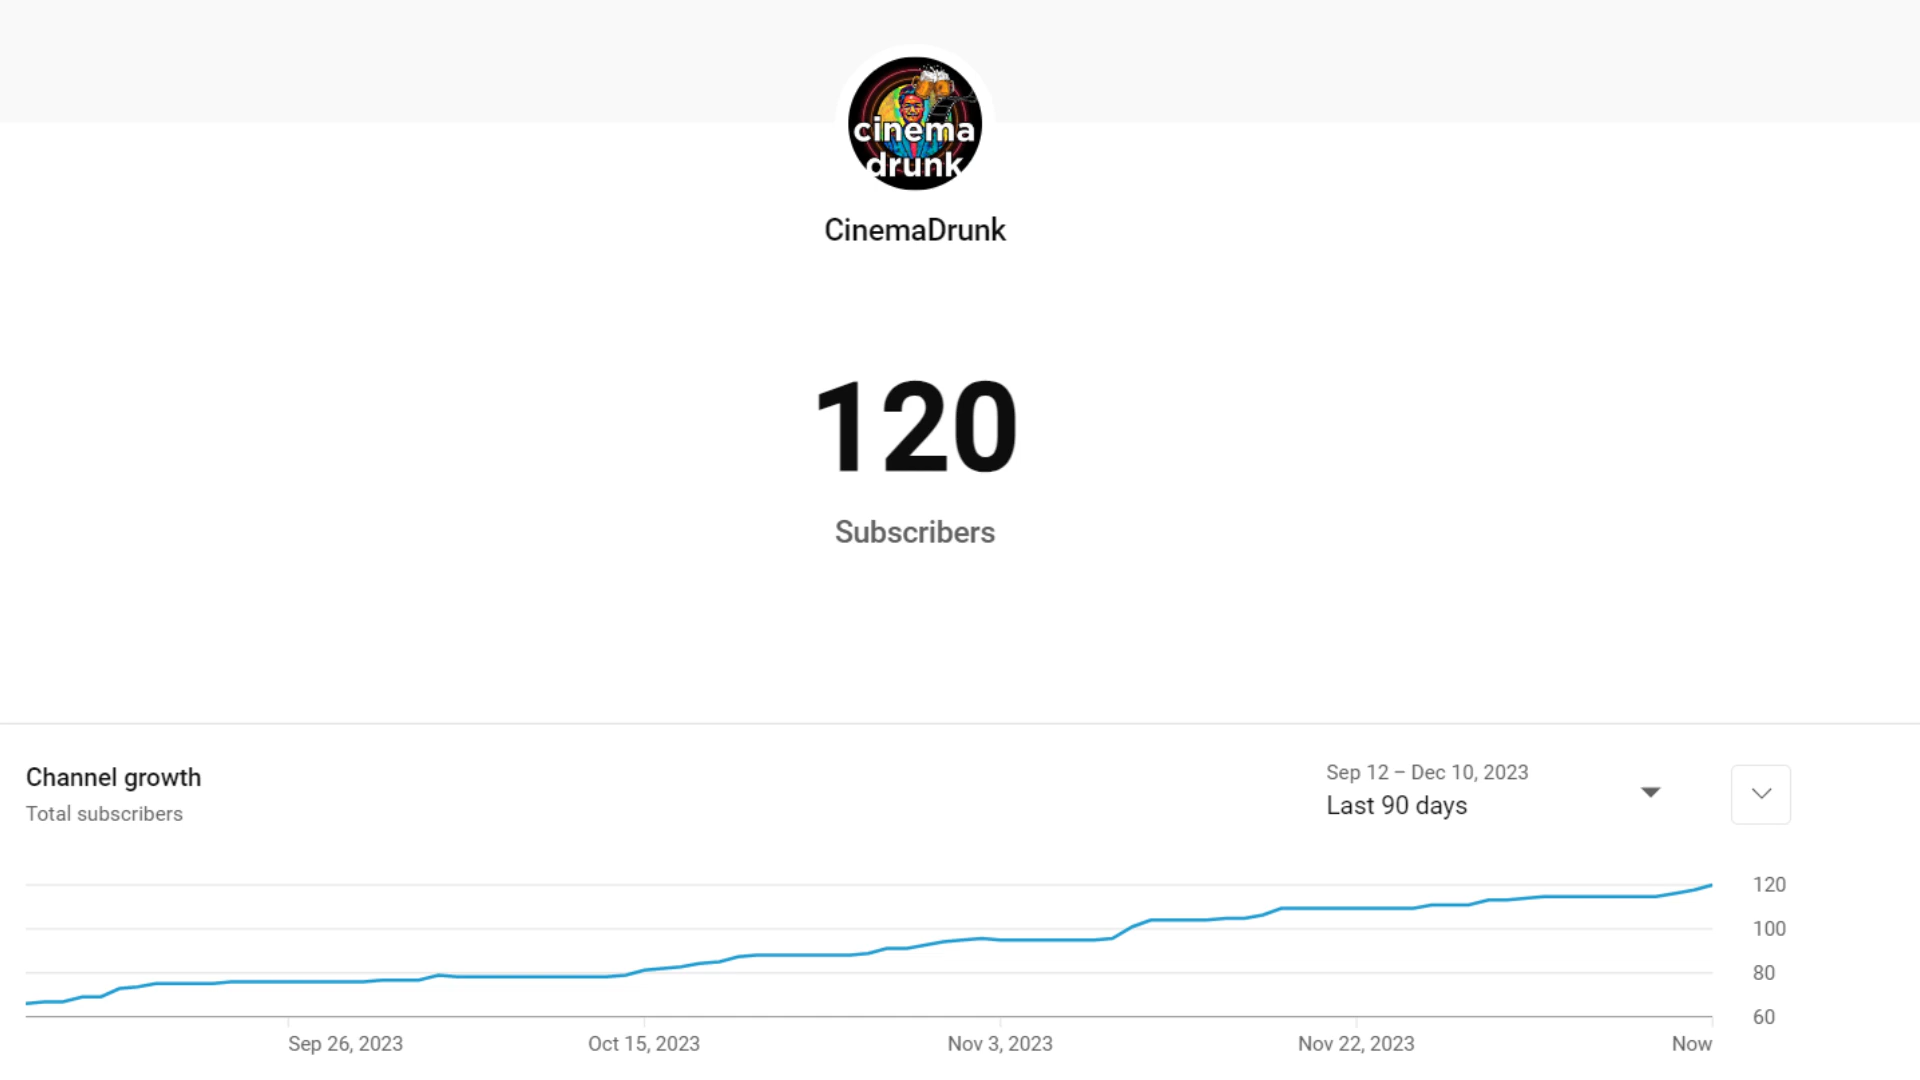 cinema
drunk
CinemaDrunk
120
Subscribers
Channel growth
Total subscribers
Sep 12 – Dec 10, 2023
Last 90 days
120
100
80
60
Sep 26, 2023
Oct 15, 2023
Nov 3, 2023
Nov 22, 2023
Now